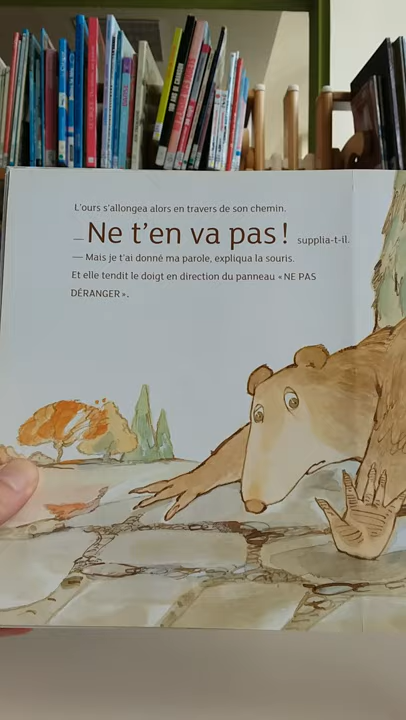 L'ours s'allongea alors en travers de son chemin.
— Ne t'en va pas ! supplia-t-il.
— Mais je t'ai donné ma parole, expliqua la souris.
Et elle tendit le doigt en direction du panneau « NE PAS
DÉRANGER ».